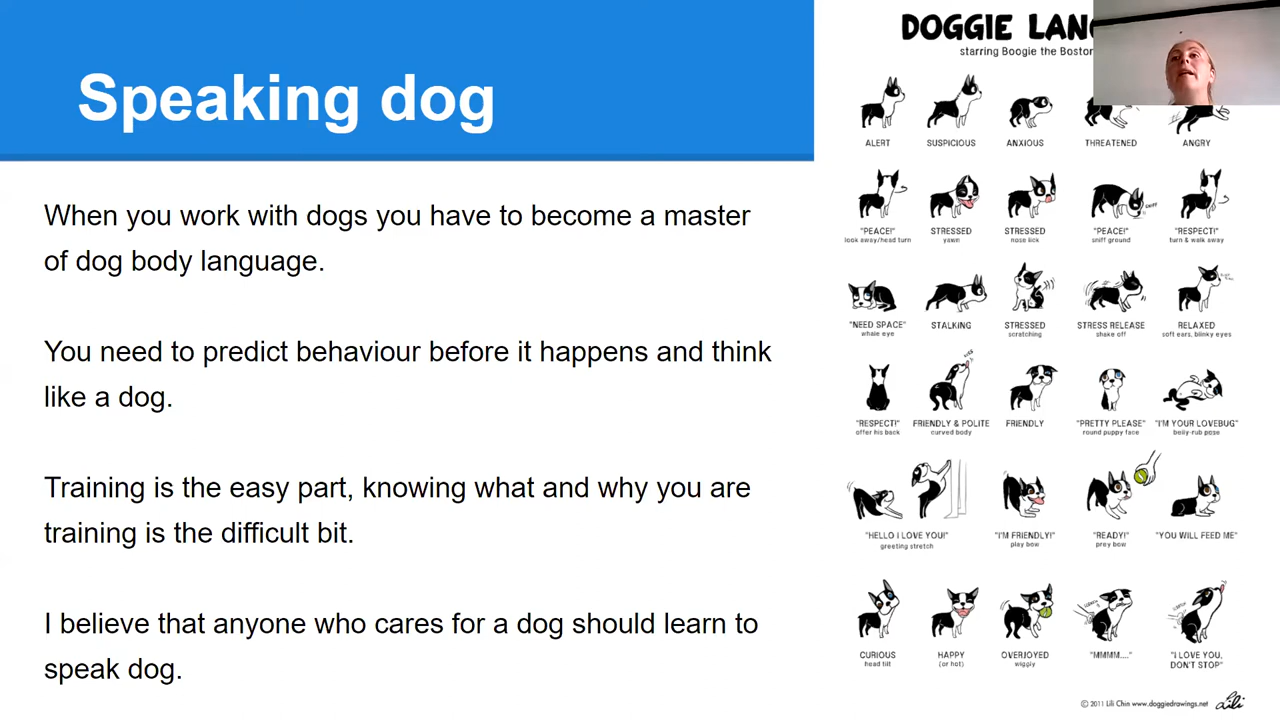 Speaking dog
When you work with dogs you have to become a master
of dog body language.
You need to predict behaviour before it happens and think
like a dog.
Training is the easy part, knowing what and why you are
training is the difficult bit.
I believe that anyone who cares for a dog should learn to
speak dog.
DOGGIE LAN
starring Boogie the Boston
ALERT SUSPICIOUS ANXIOUS THREATENED ANGRY
"PEACE!" STRESSED STRESSED "PEACE!" "RESPECT!"
look away/head turn yawn nose lick sniff ground turn & walk away
"NEED SPACE" STALKING STRESSED STRESS RELEASE RELAXED
whale eye scratching shake off soft ears, blinky eyes
"RESPECT!" FRIENDLY & POLITE FRIENDLY "PRETTY PLEASE" "I'M YOUR LOVEBUG"
offer his back curved body round puppy face belly-rub pose
"HELLO I LOVE YOU!" "I'M FRIENDLY!" "READY!" "YOU WILL FEED ME"
greeting stretch play bow prey bow
CURIOUS HAPPY OVERJOYED "MMMM...." "I LOVE YOU,
head tilt (or hot) wiggly DON'T STOP"
© 2011 Lili Chin www.doggiedrawings.net Lili